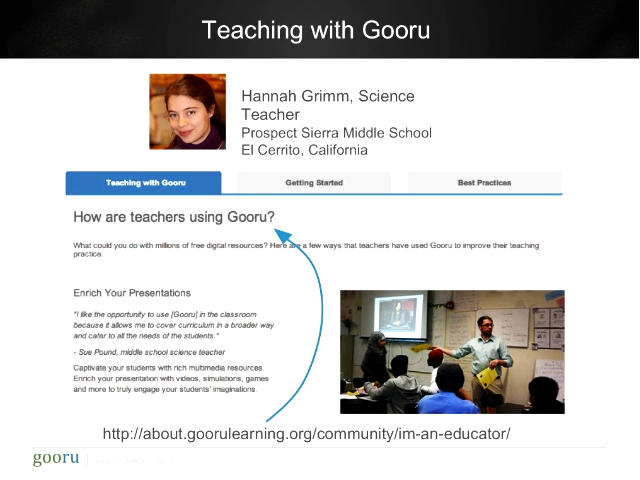 Teaching with Gooru
Hannah Grimm, Science
Teacher
Prospect Sierra Middle School
El Cerrito, California
Teaching with Gooru
Getting Started
Best Practices
How are teachers using Gooru?
What could you do with millions of free digital resources? Here are a few ways that teachers have used Gooru to improve their teaching
practice.
Enrich Your Presentations
"I like the opportunity to use [Gooru] in the classroom
because it allows me to cover curriculum in a broader way
and cater to all the needs of the students."
- Sue Pound, middle school science teacher
Captivate your students with rich multimedia resources.
Enrich your presentation with videos, simulations, games
and more to truly engage your students' imaginations.
http://about.goorulearning.org/community/im-an-educator/
gooru